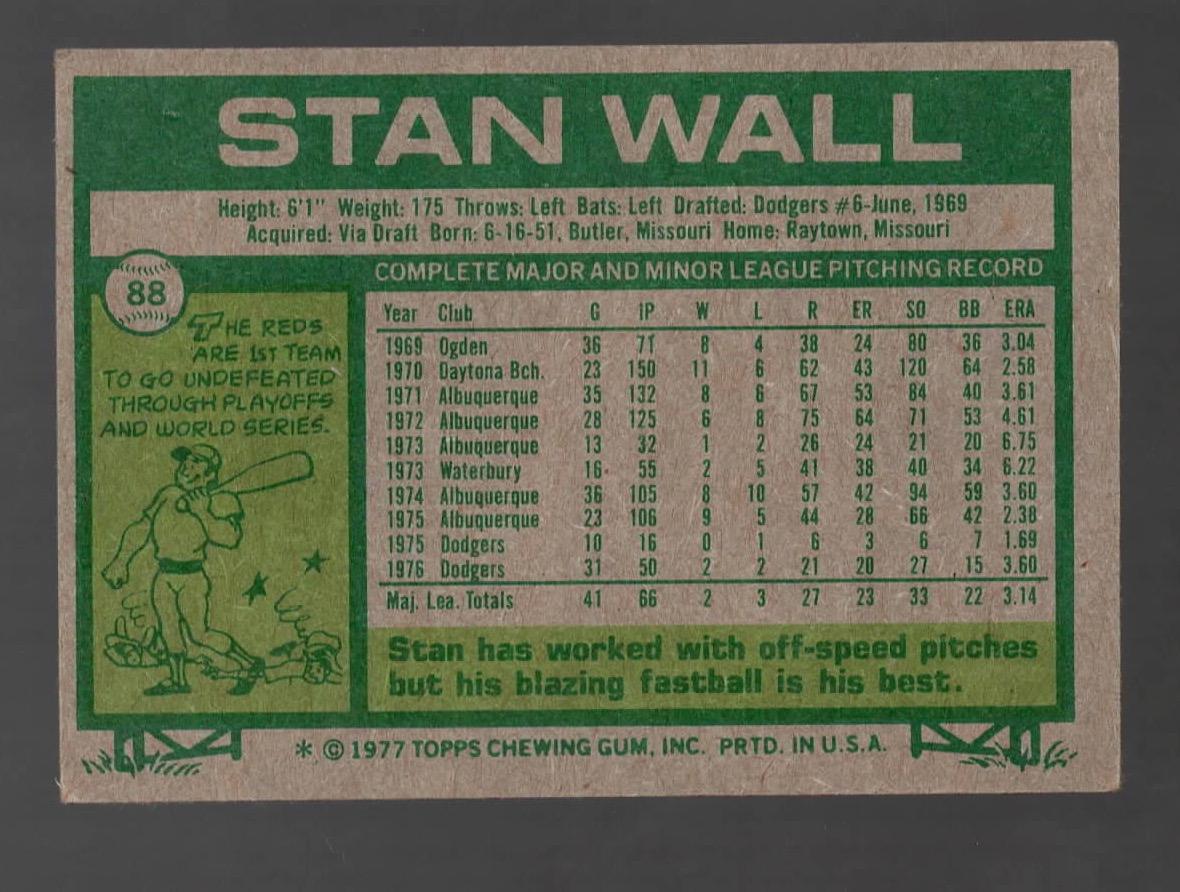 STAN WALL
Height: 6'1" Weight: 175 Throws: Left Bats: Left Drafted: Dodgers #6-June, 1969
Acquired: Via Draft Born: 6-16-51, Butler, Missouri Home: Raytown, Missouri
88
THE REDS
ARE 1ST TEAM
TO GO UNDEFEATED
THROUGH PLAYOFFS
AND WORLD SERIES.
COMPLETE MAJOR AND MINOR LEAGUE PITCHING RECORD
Year Club G IP W L R ER SO BB ERA
1969 Ogden 36 71 8 4 38 24 80 36 3.04
1970 Daytona Bch. 23 150 11 6 62 43 120 64 2.58
1971 Albuquerque 35 132 8 6 67 53 84 40 3.61
1972 Albuquerque 28 125 6 8 75 64 71 53 4.61
1973 Albuquerque 13 32 1 2 26 24 21 20 6.75
1973 Waterbury 16 55 2 5 41 38 40 34 6.22
1974 Albuquerque 36 105 8 10 57 42 94 59 3.60
1975 Albuquerque 23 106 9 5 44 28 66 42 2.38
1975 Dodgers 10 16 0 1 6 3 6 7 1.69
1976 Dodgers 31 50 2 2 21 20 27 15 3.60
Maj. Lea. Totals 41 66 2 3 27 23 33 22 3.14
Stan has worked with off-speed pitches
but his blazing fastball is his best.
* © 1977 TOPPS CHEWING GUM, INC. PRTD. IN U.S.A.